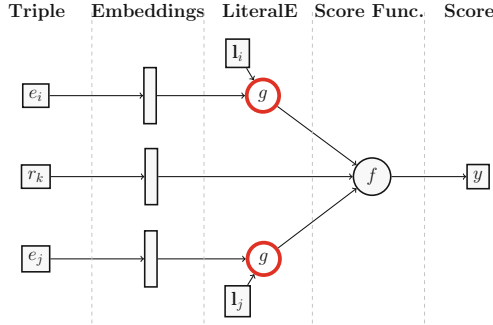 Triple Embeddings LiteralE Score Func. Score
l_i
e_i g
r_k f y
e_j g
l_j